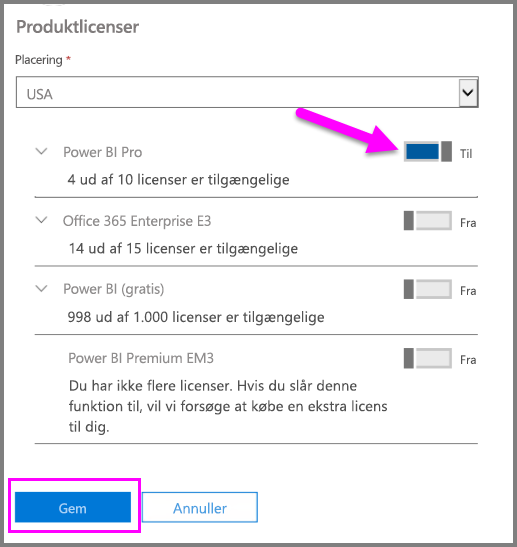 Produktlicenser
Placering *
USA
Power BI Pro
Til
4 ud af 10 licenser er tilgængelige
Office 365 Enterprise E3
Fra
14 ud af 15 licenser er tilgængelige
Power BI (gratis)
Fra
998 ud af 1.000 licenser er tilgængelige
Power BI Premium EM3
Fra
Du har ikke flere licenser. Hvis du slår denne
funktion til, vil vi forsøge at købe en ekstra licens
til dig.
Gem
Annuller